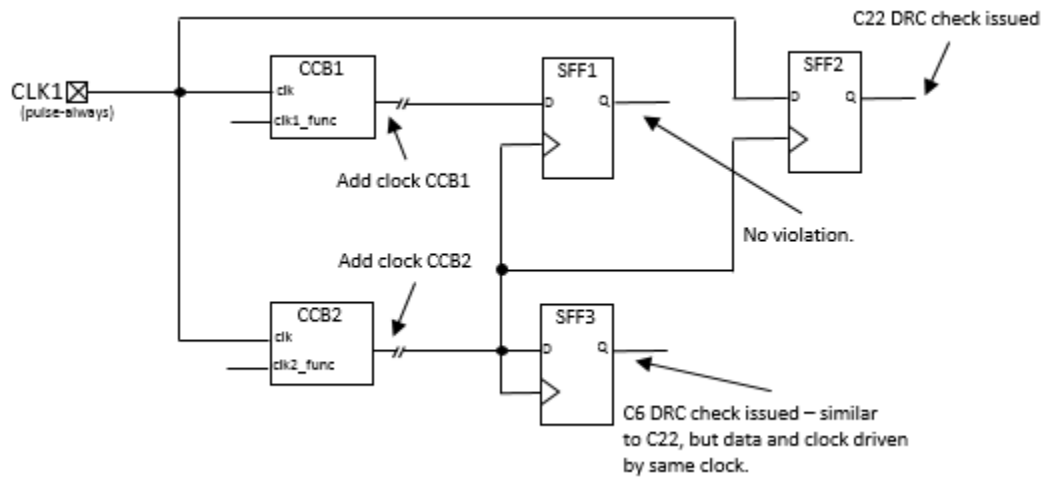 C22 DRC check issued
CCB1
SFF1
SFF2
CLK1
(pulse-always)
clk
clk1_func
D
Q
D
Q
Add clock CCB1
No violation.
Add clock CCB2
CCB2
SFF3
clk
clk2_func
D
Q
C6 DRC check issued – similar
to C22, but data and clock driven
by same clock.